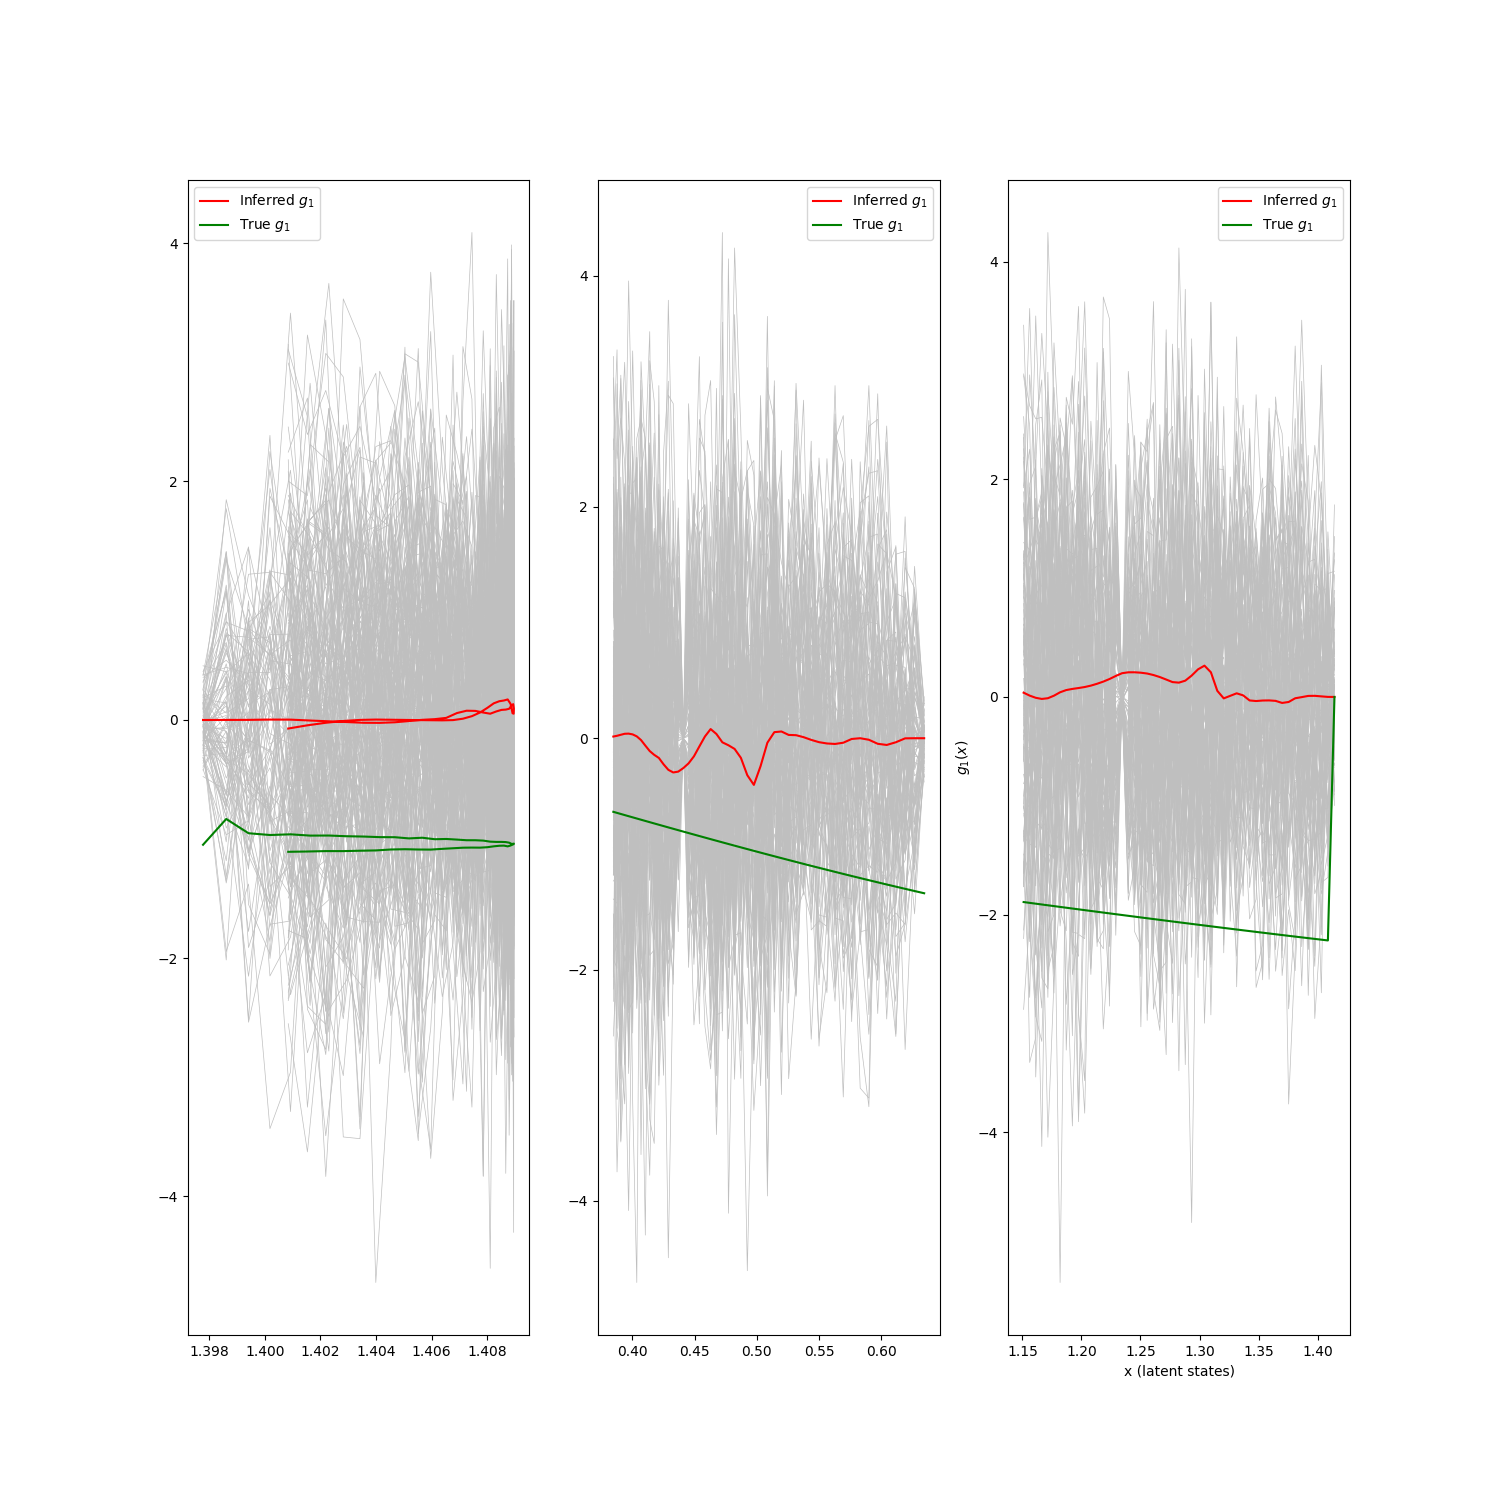 Inferred g₁
True g₁
4
2
0
−2
−4
1.398 1.400 1.402 1.404 1.406 1.408
Inferred g₁
True g₁
4
2
0
−2
−4
0.40 0.45 0.50 0.55 0.60
Inferred g₁
True g₁
g₁(x)
4
2
0
−2
−4
1.15 1.20 1.25 1.30 1.35 1.40
x (latent states)